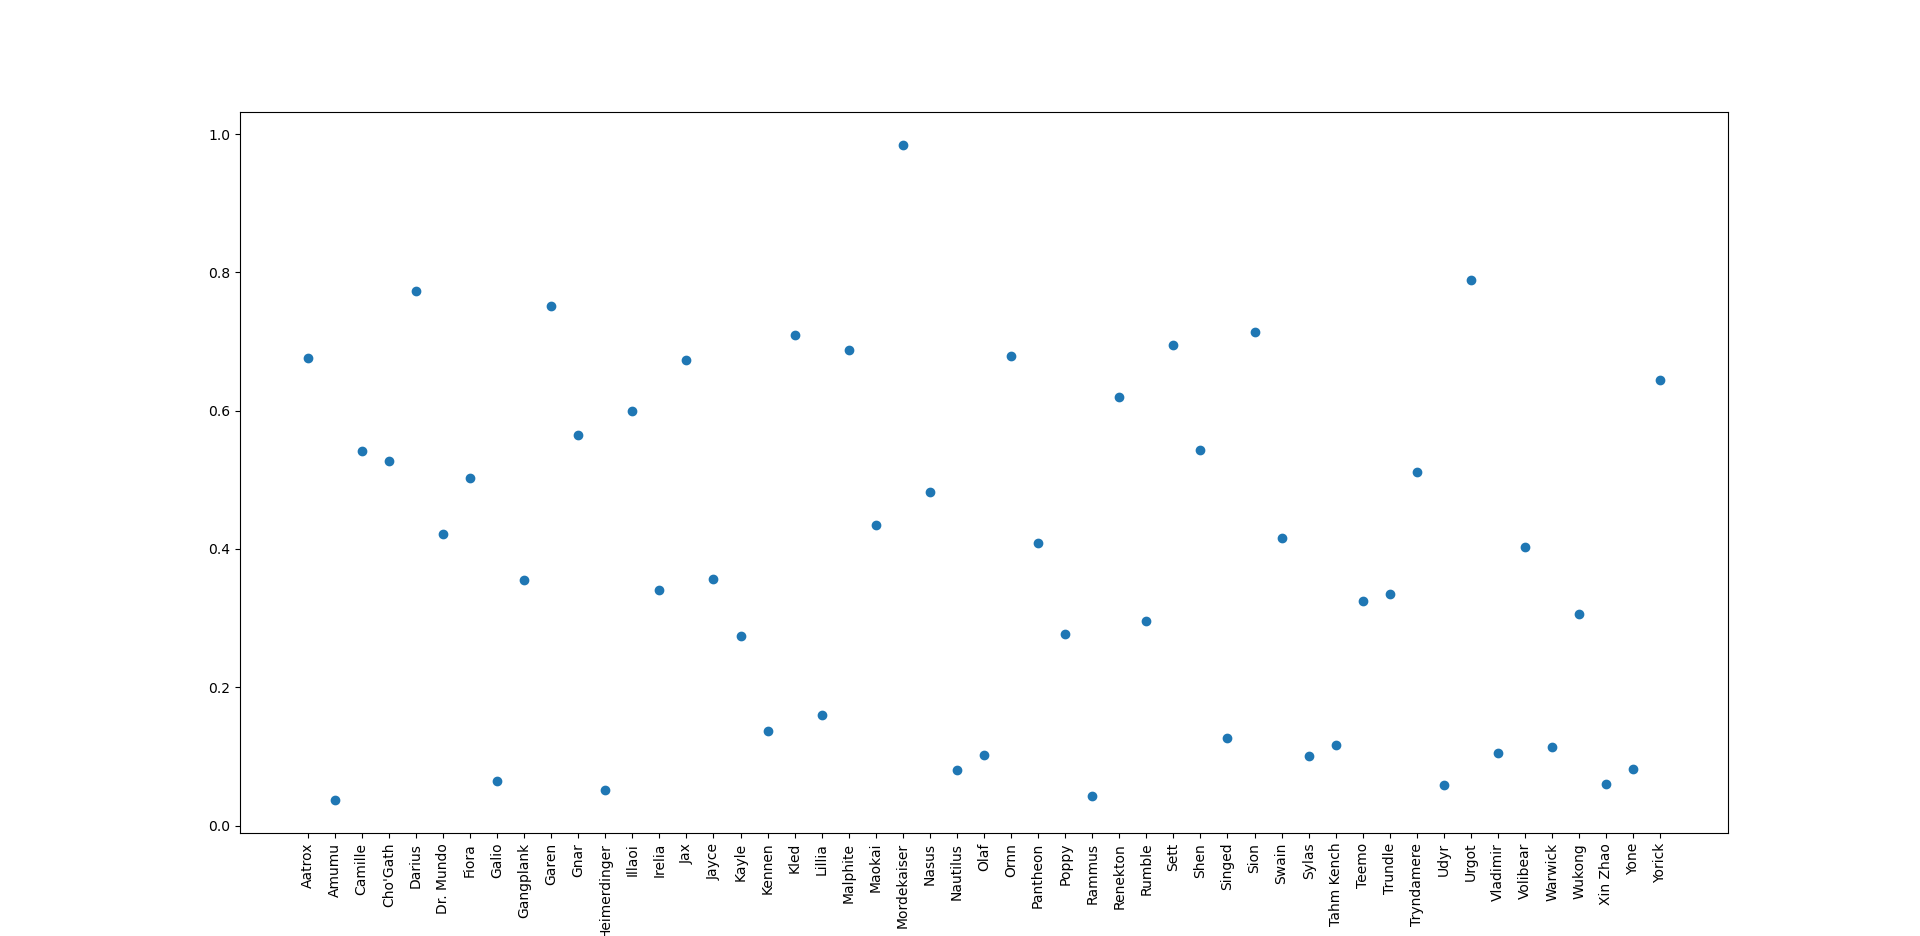 1.0
0.8
0.6
0.4
0.2
0.0
Aatrox
Amumu
Camille
Cho'Gath
Darius
Dr. Mundo
Fiora
Galio
Gangplank
Garen
Gnar
Heimerdinger
Illaoi
Irelia
Jax
Jayce
Kayle
Kennen
Kled
Lillia
Malphite
Maokai
Mordekaiser
Nasus
Nautilus
Olaf
Ornn
Pantheon
Poppy
Rammus
Renekton
Rumble
Sett
Shen
Singed
Sion
Swain
Sylas
Tahm Kench
Teemo
Trundle
Tryndamere
Udyr
Urgot
Vladimir
Volibear
Warwick
Wukong
Xin Zhao
Yone
Yorick